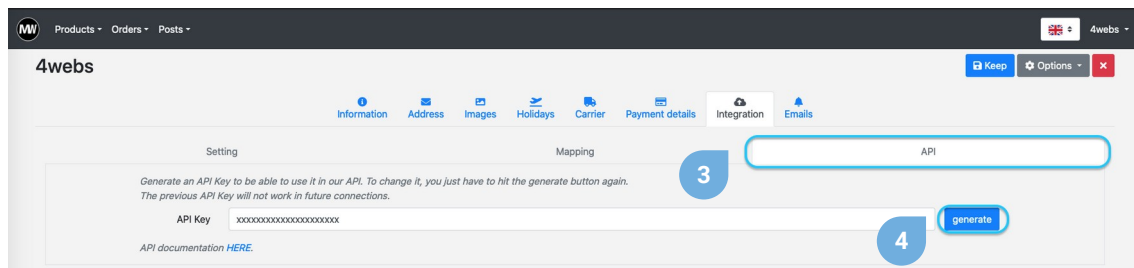 MW Products Orders Posts 4webs
4webs
Keep Options ×
Information Address Images Holidays Carrier Payment details Integration Emails
Setting Mapping API
3
Generate an API Key to be able to use it in our API. To change it, you just have to hit the generate button again.
The previous API Key will not work in future connections.
API Key xxxxxxxxxxxxxxxxxxxxx generate
4
API documentation HERE.